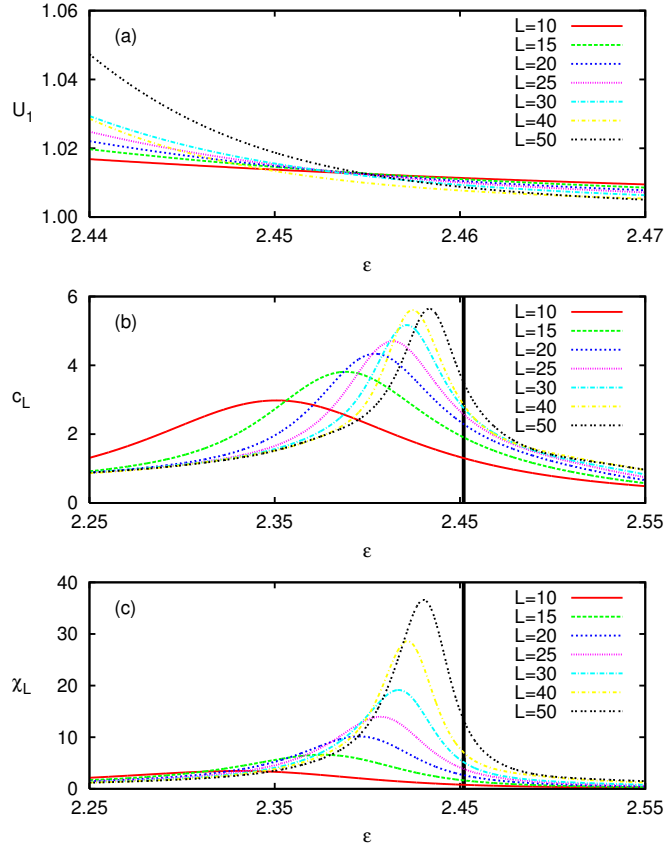 1.06
(a)
L=10
L=15
L=20
L=25
L=30
L=40
L=50
1.04
U1
1.02
1.00
2.44
2.45
2.46
2.47
ε
6
(b)
L=10
L=15
L=20
L=25
L=30
L=40
L=50
4
cL
2
0
2.25
2.35
2.45
2.55
ε
40
(c)
L=10
L=15
L=20
L=25
L=30
L=40
L=50
30
20
χL
10
0
2.25
2.35
2.45
2.55
ε